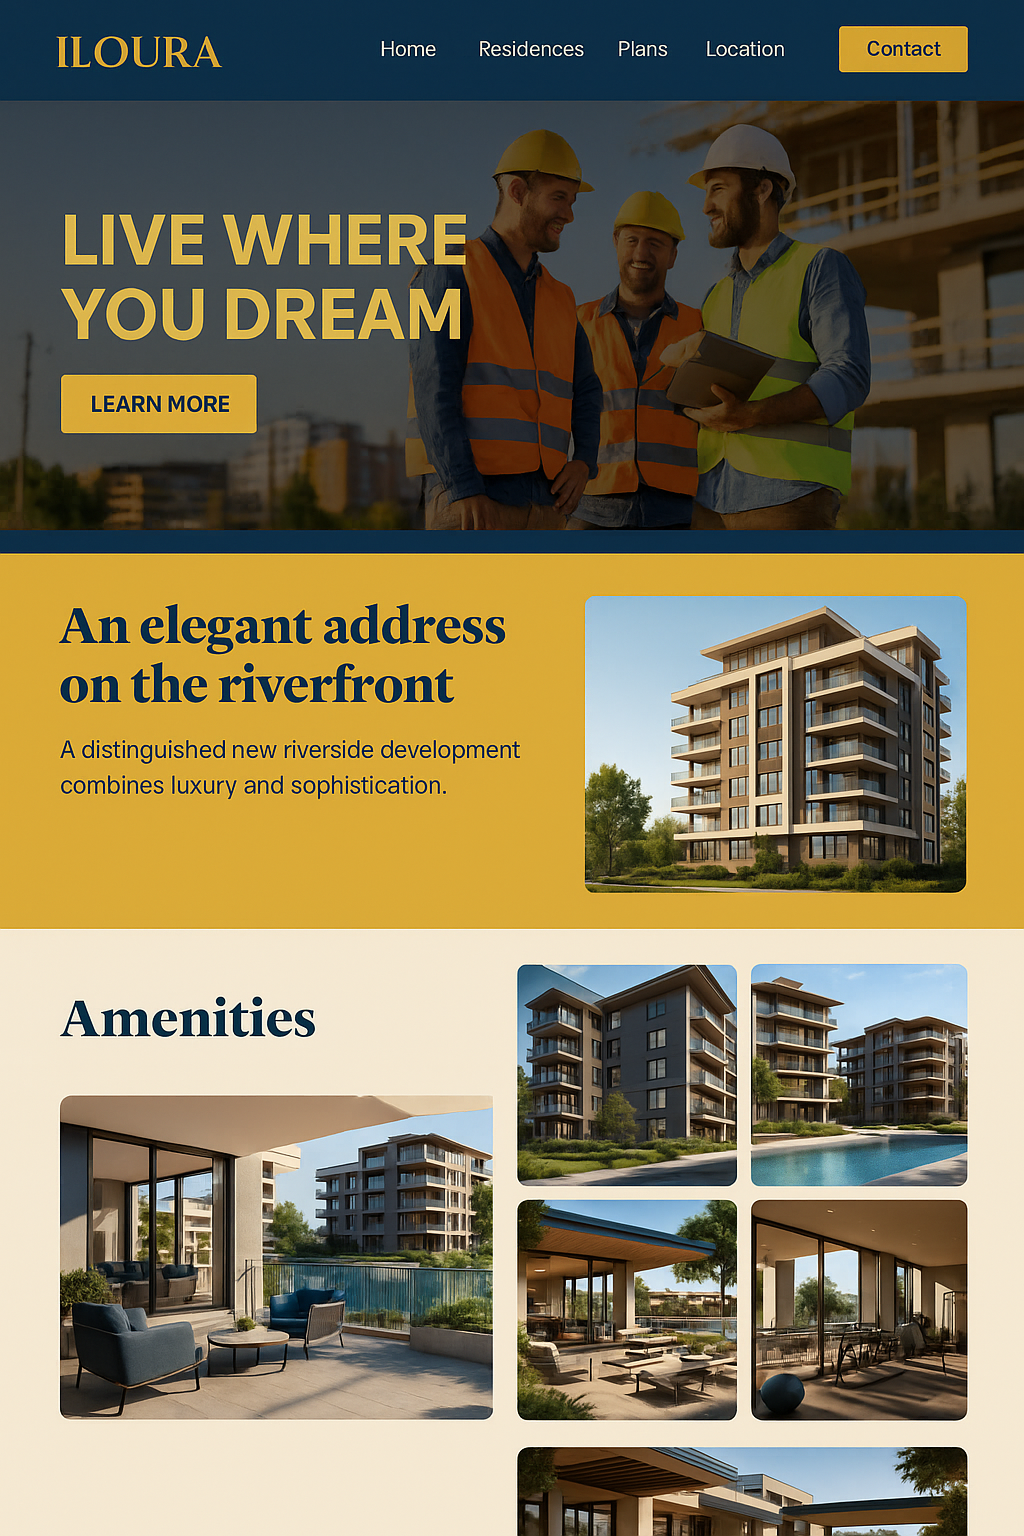 ILOURA
Home Residences Plans Location Contact
LIVE WHERE
YOU DREAM
LEARN MORE
An elegant address
on the riverfront
A distinguished new riverside development
combines luxury and sophistication.
Amenities